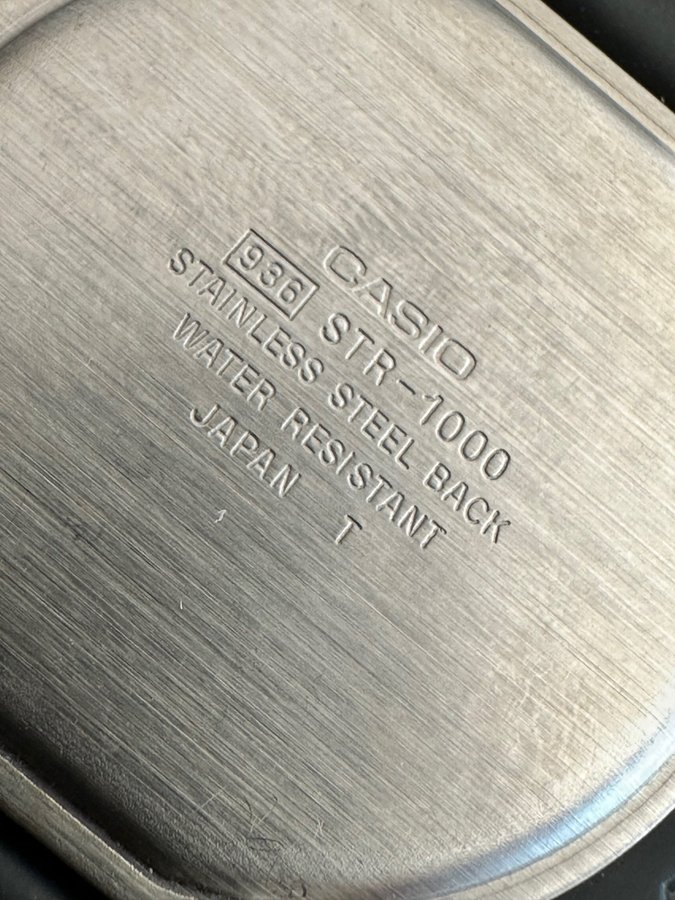 CASIO
936 STR-1000
STAINLESS STEEL BACK
WATER RESISTANT
JAPAN T